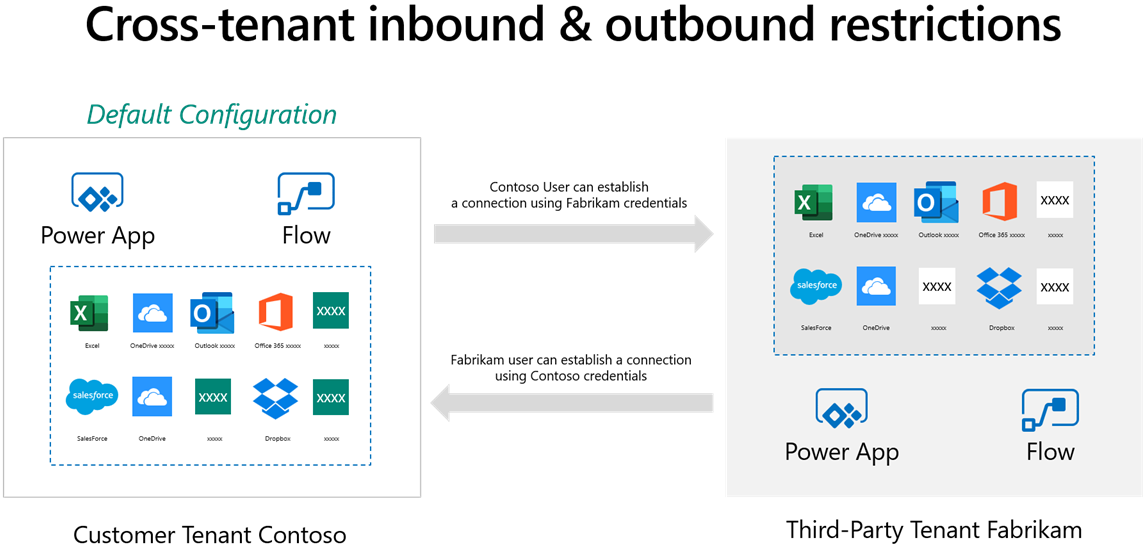 Cross-tenant inbound & outbound restrictions
Default Configuration
Power App
Flow
X
O
XXXX
Excel
OneDrive xxxxx
Outlook xxxxx
Office 365 xxxxx
xxxxx
salesforce
XXXX
XXXX
SalesForce
OneDrive
xxxxx
Dropbox
xxxxx
Customer Tenant Contoso
Contoso User can establish
a connection using Fabrikam credentials
Fabrikam user can establish a connection
using Contoso credentials
X
O
XXXX
Excel
OneDrive xxxxx
Outlook xxxxx
Office 365 xxxxx
xxxxx
salesforce
XXXX
XXXX
SalesForce
OneDrive
xxxxx
Dropbox
xxxxx
Power App
Flow
Third-Party Tenant Fabrikam